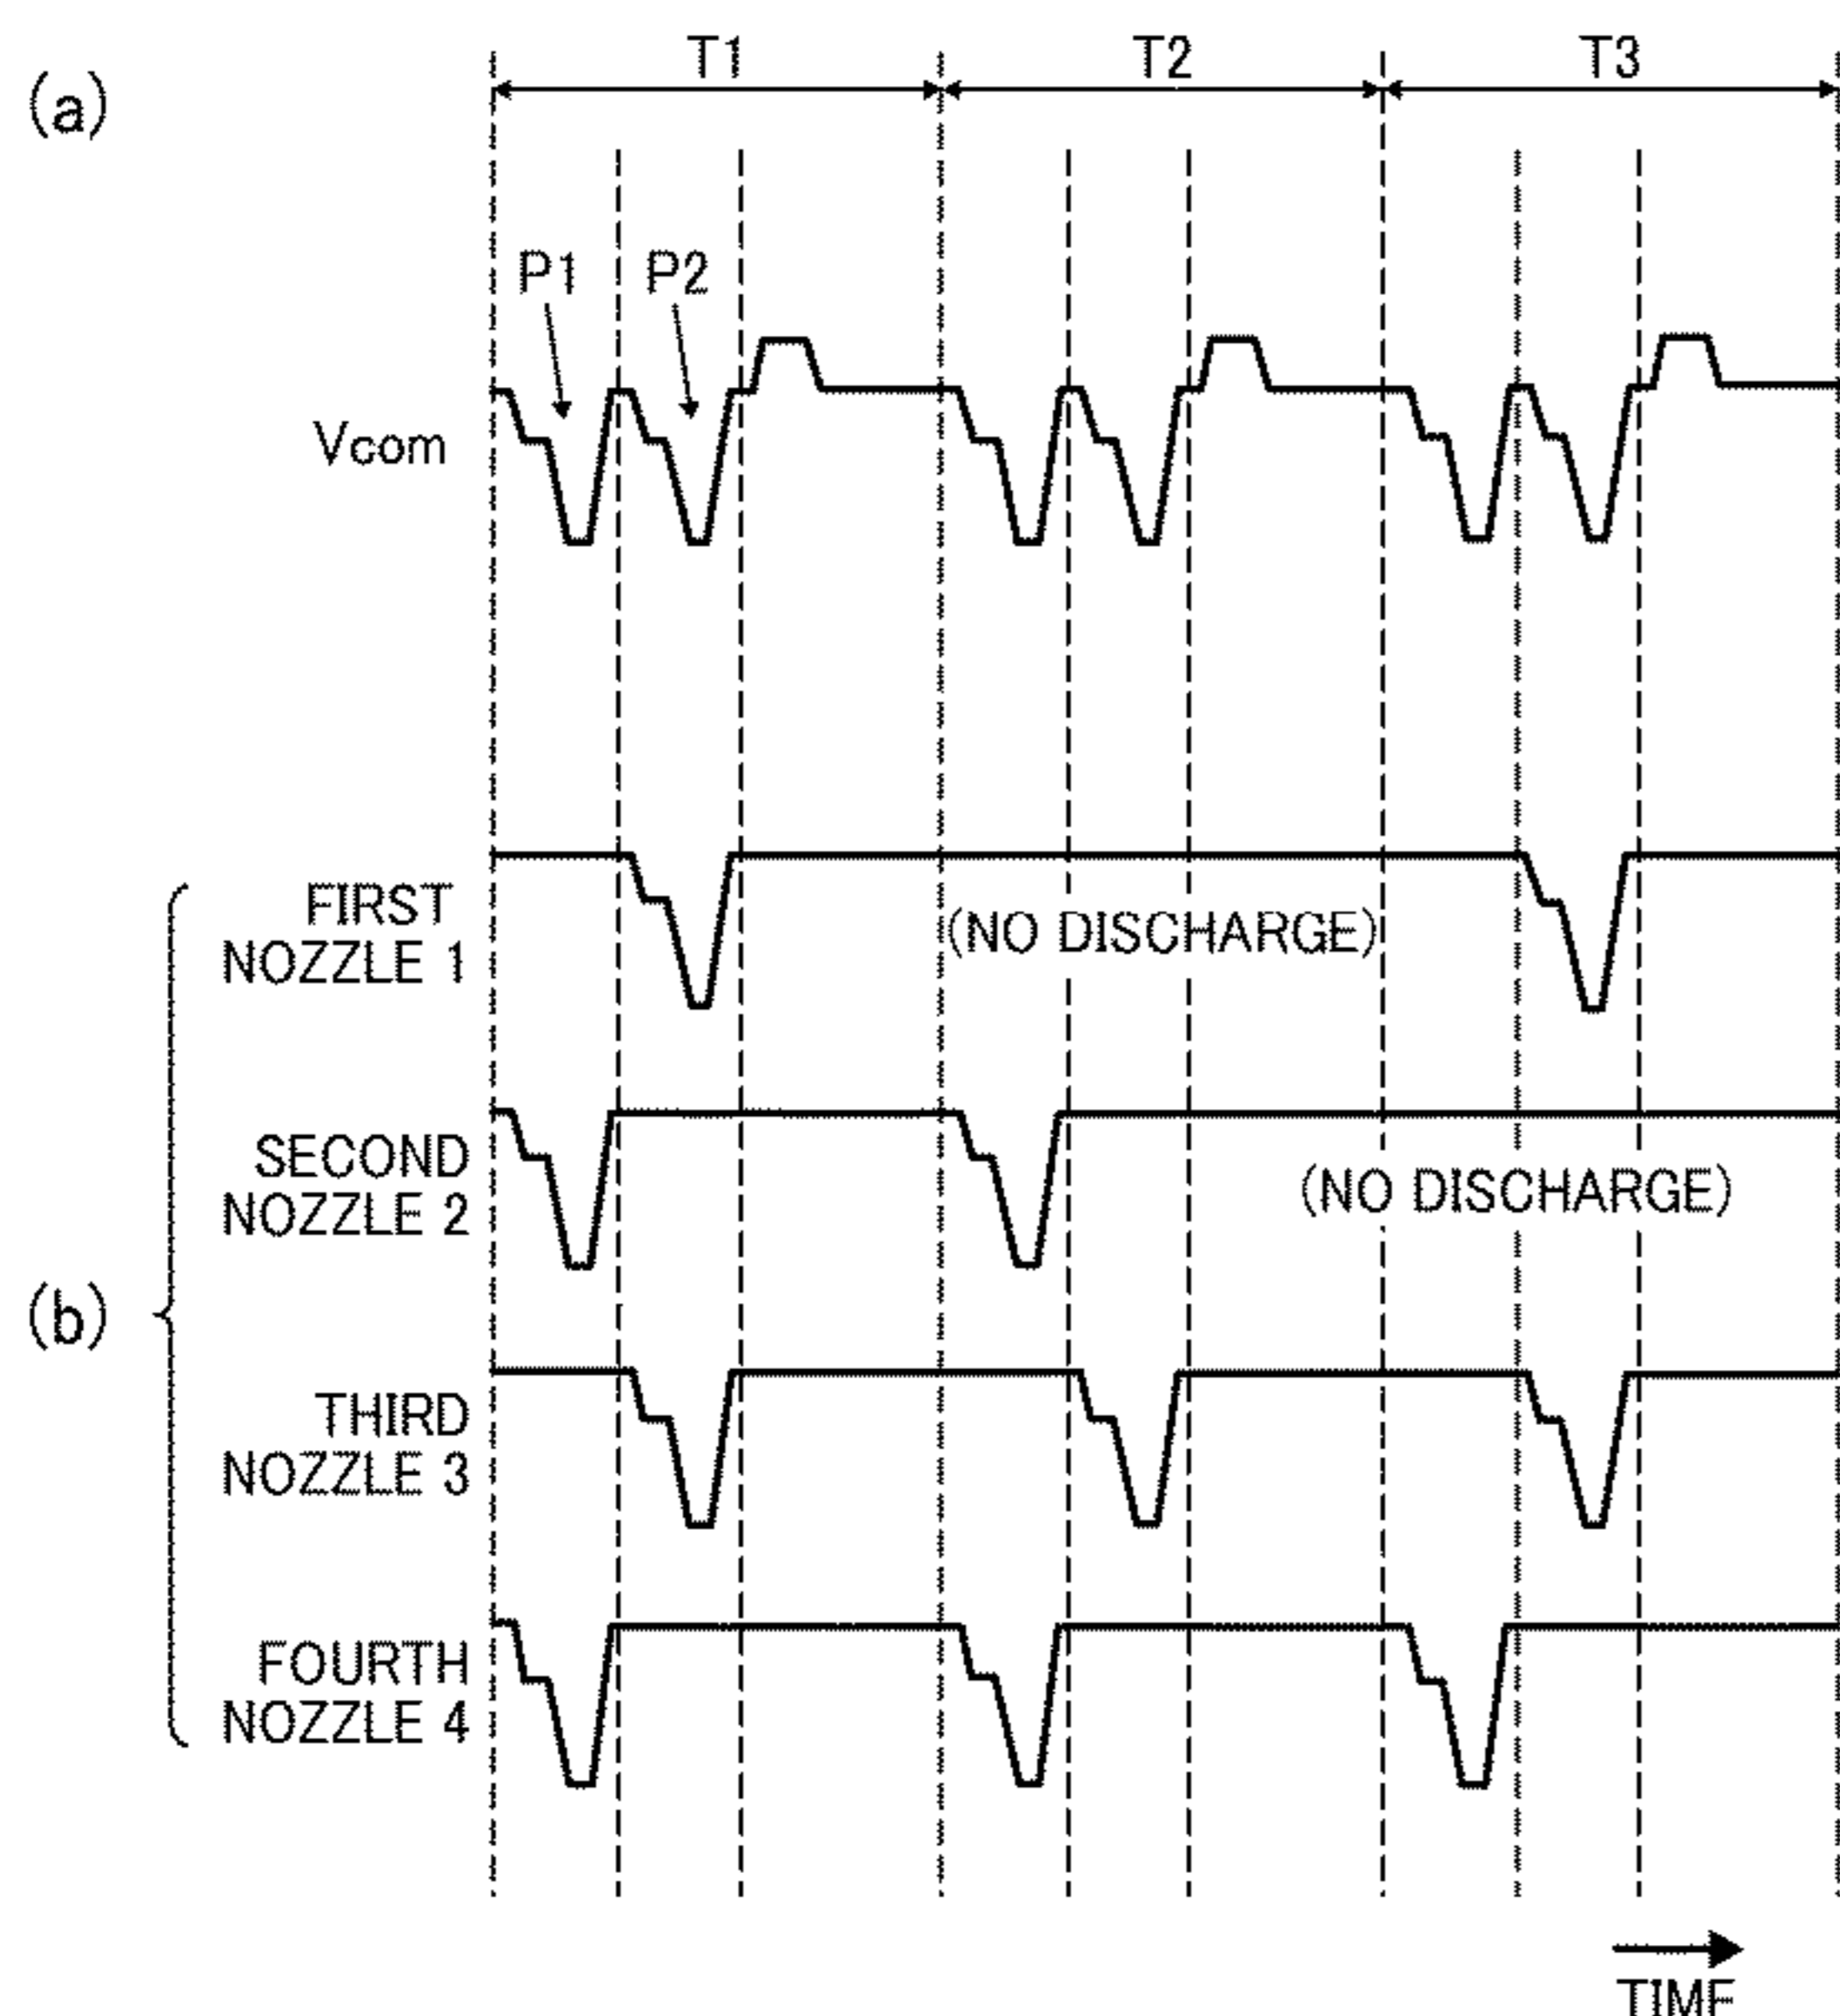 (a)
T1 T2 T3
P1 P2
Vcom
FIRST
NOZZLE 1
(NO DISCHARGE)
SECOND
NOZZLE 2
(NO DISCHARGE)
(b)
THIRD
NOZZLE 3
FOURTH
NOZZLE 4
TIME